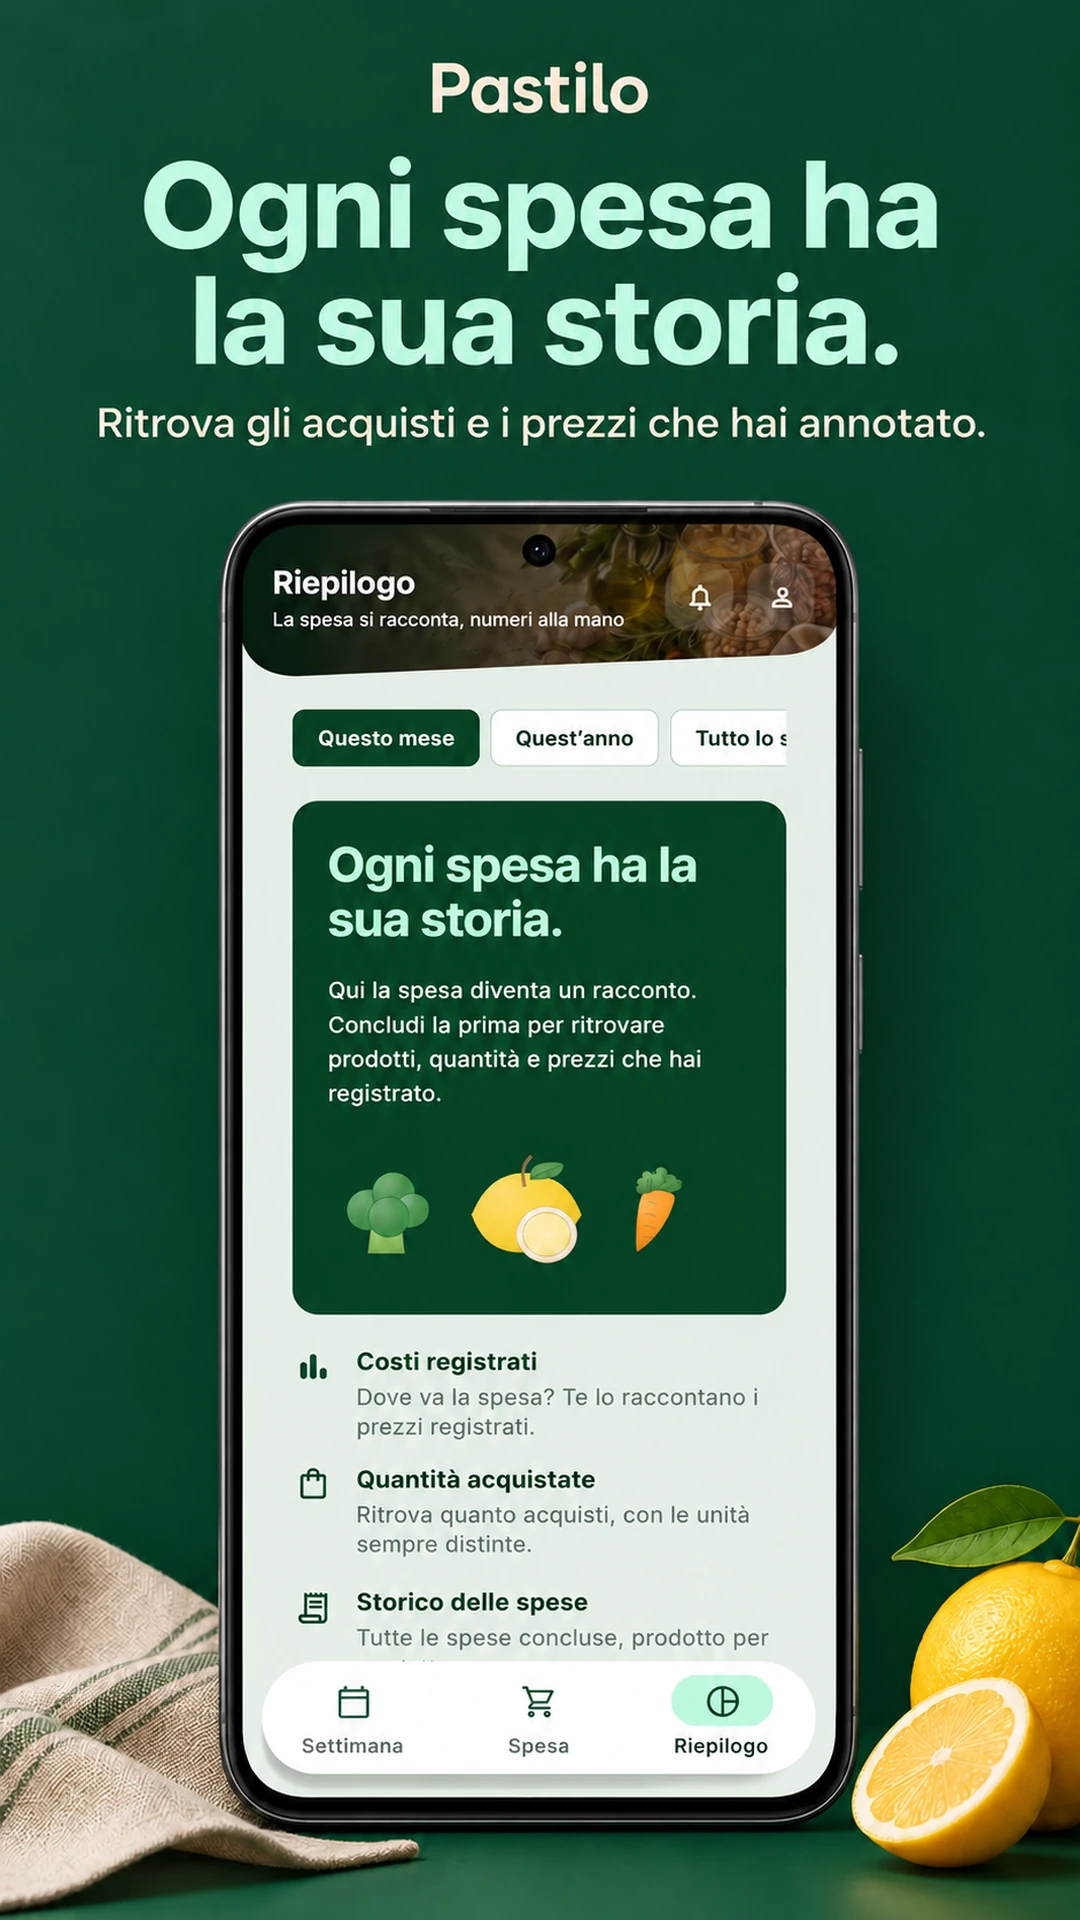 Pastilo
Ogni spesa ha
la sua storia.
Ritrova gli acquisti e i prezzi che hai annotato.
Riepilogo
La spesa si racconta, numeri alla mano
Questo mese
Quest'anno
Tutto lo
Ogni spesa ha la
sua storia.
Qui la spesa diventa un racconto.
Concludi la prima per ritrovare
prodotti, quantità e prezzi che hai
registrato.
Costi registrati
Dove va la spesa? Te lo raccontano i
prezzi registrati.
Quantità acquistate
Ritrova quanto acquisti, con le unità
sempre distinte.
Storico delle spese
Tutte le spese concluse, prodotto per
Settimana
Spesa
Riepilogo